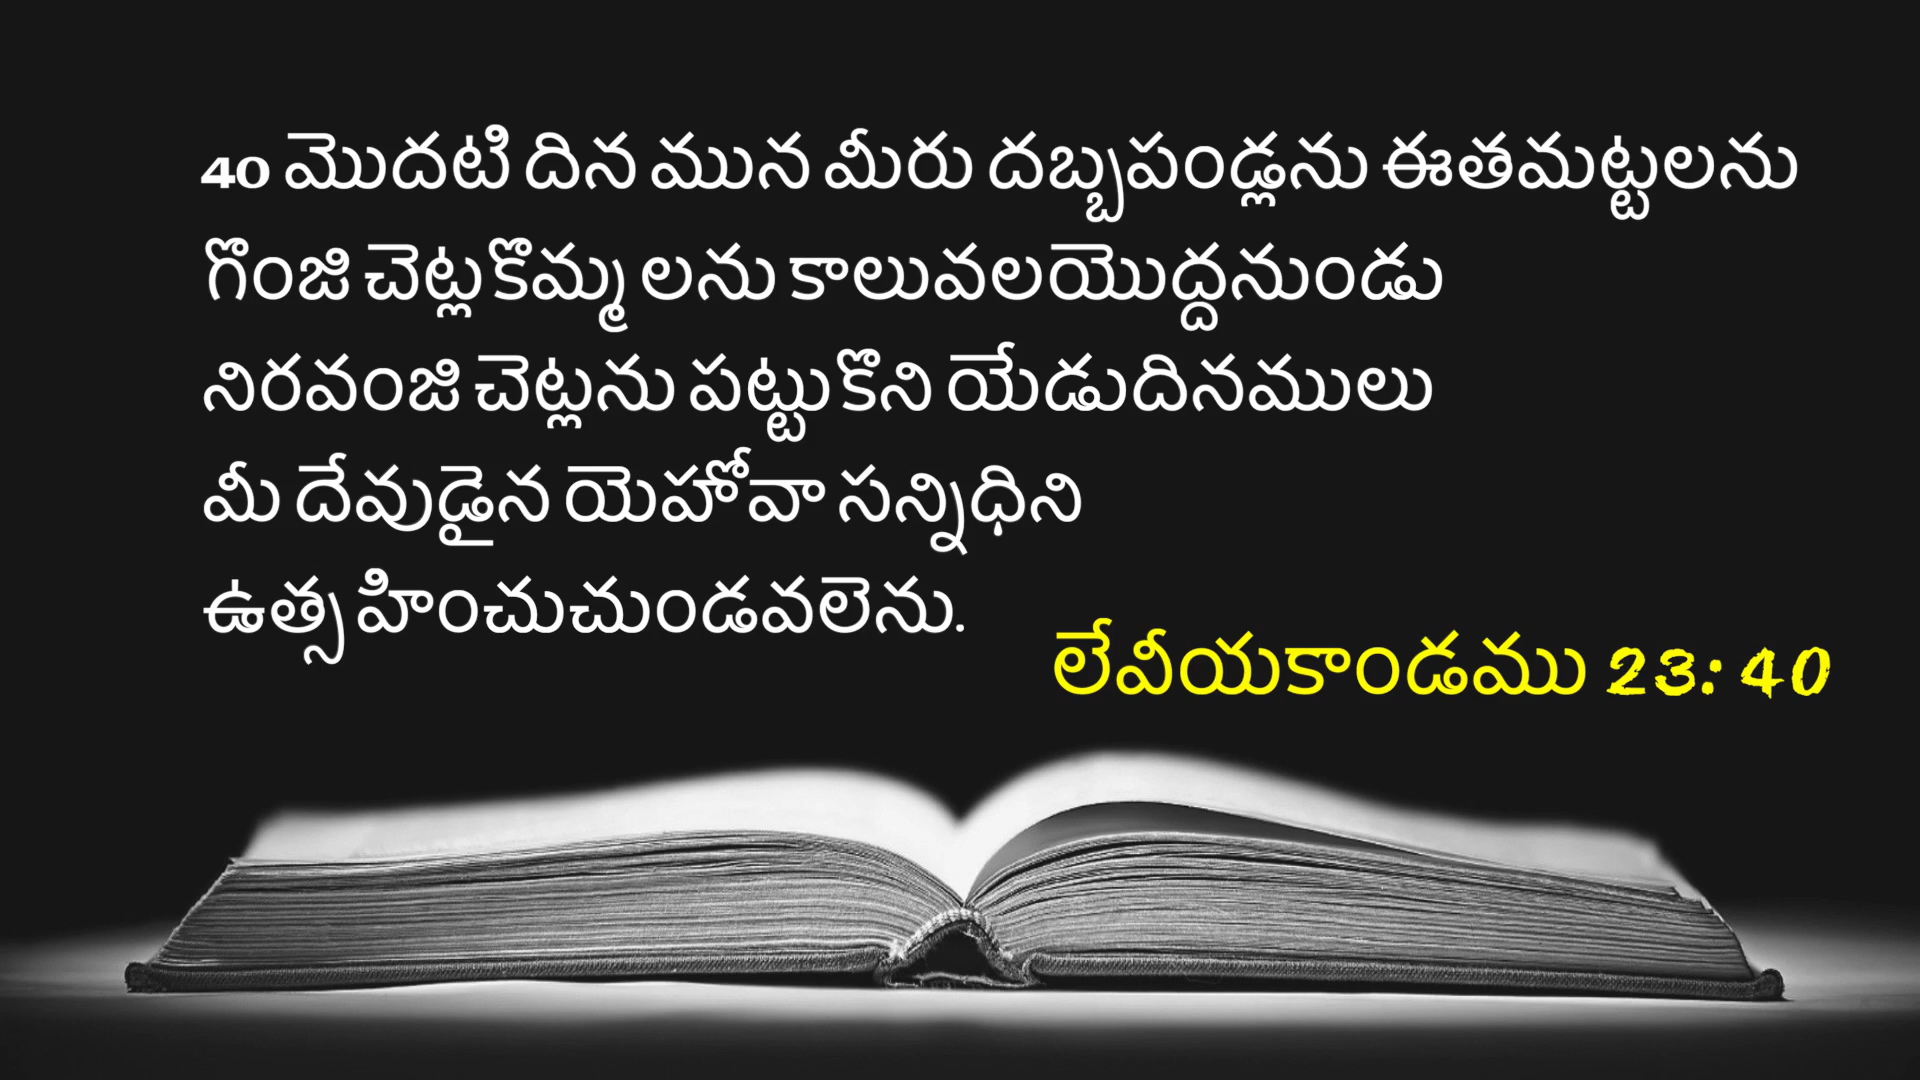 40 మొదటి దిన మున మీరు దబ్బపండ్లను ఈతమట్టలను
గొంజి చెట్లకొమ్మ లను కాలువలయొద్దనుండు
నిరవంజి చెట్లను పట్టుకొని యేడుదినములు
మీ దేవుడైన యెహోవా సన్నిధిని
ఉత్స హించుచుండవలెను.
లేవీయకాండము 23: 40